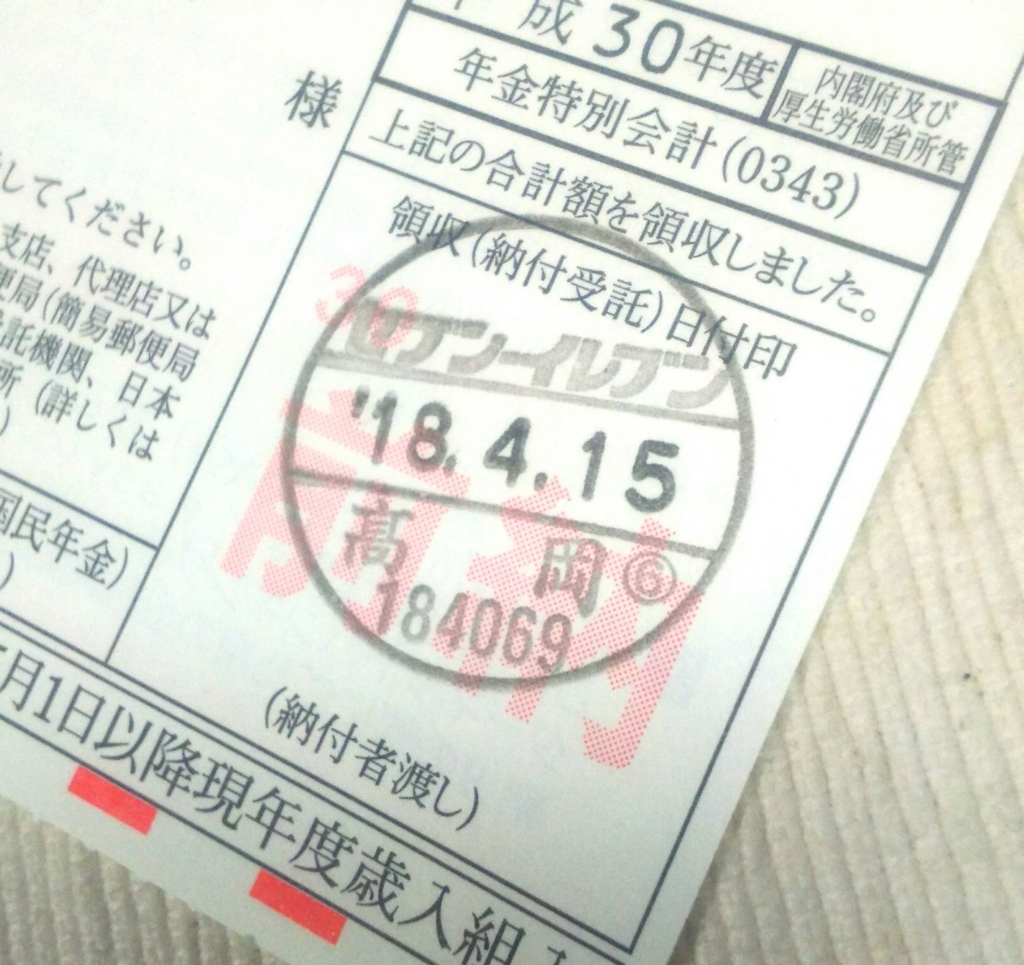 成30年度
内閣府及び
厚生労働省所管
年金特別会計(0343)
上記の合計額を領収しました。
様
領収(納付受託)日付印
30
前納
セブン-イレブン
'18.4.15
高岡⑥
184069
(納付者渡し)
してください。
支店、代理店又は
便局(簡易郵便局
託機関、日本
所(詳しくは
)
国民年金)
)
月1日以降現年度歳入組